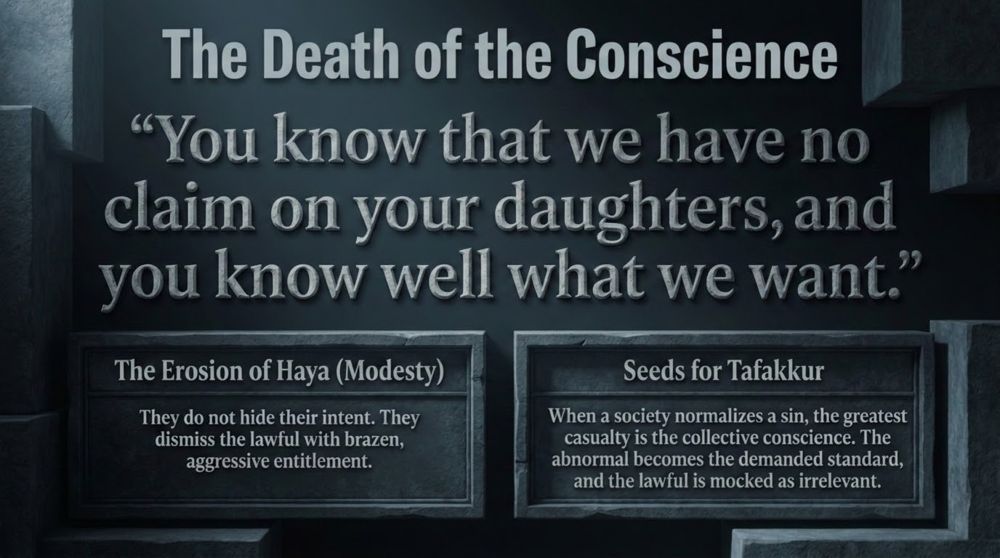 The Death of the Conscience
“You know that we have no
claim on your daughters, and
you know well what we want.”
The Erosion of Haya (Modesty)
They do not hide their intent. They
dismiss the lawful with brazen,
aggressive entitlement.
Seeds for Tafakkur
When a society normalizes a sin, the greatest
casualty is the collective conscience. The
abnormal becomes the demanded standard,
and the lawful is mocked as irrelevant.